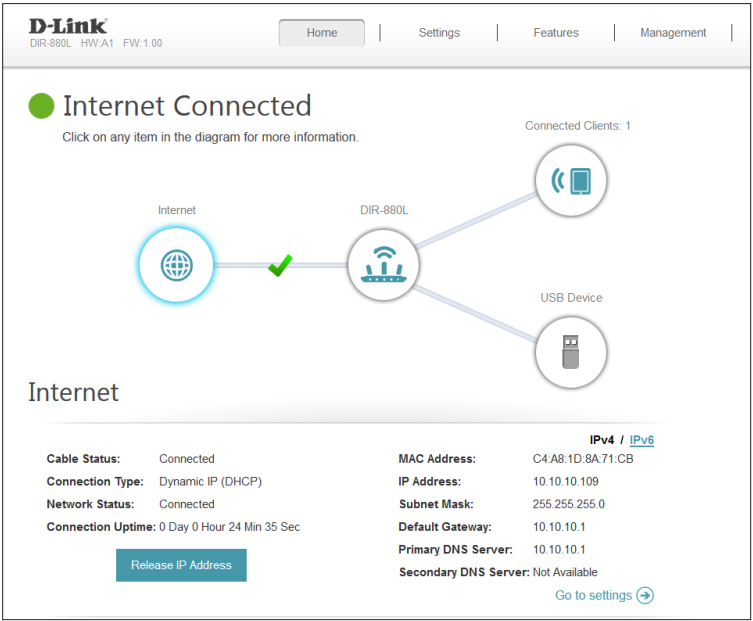 D-Link
DIR-880L HW:A1 FW:1.00
Home
Settings
Features
Management
Internet Connected
Click on any item in the diagram for more information.
Connected Clients: 1
Internet
DIR-880L
USB Device
Internet
IPv4 / IPv6
Cable Status: Connected
Connection Type: Dynamic IP (DHCP)
Network Status: Connected
Connection Uptime: 0 Day 0 Hour 24 Min 35 Sec
Release IP Address
MAC Address: C4:A8:1D:8A:71:CB
IP Address: 10.10.10.109
Subnet Mask: 255.255.255.0
Default Gateway: 10.10.10.1
Primary DNS Server: 10.10.10.1
Secondary DNS Server: Not Available
Go to settings